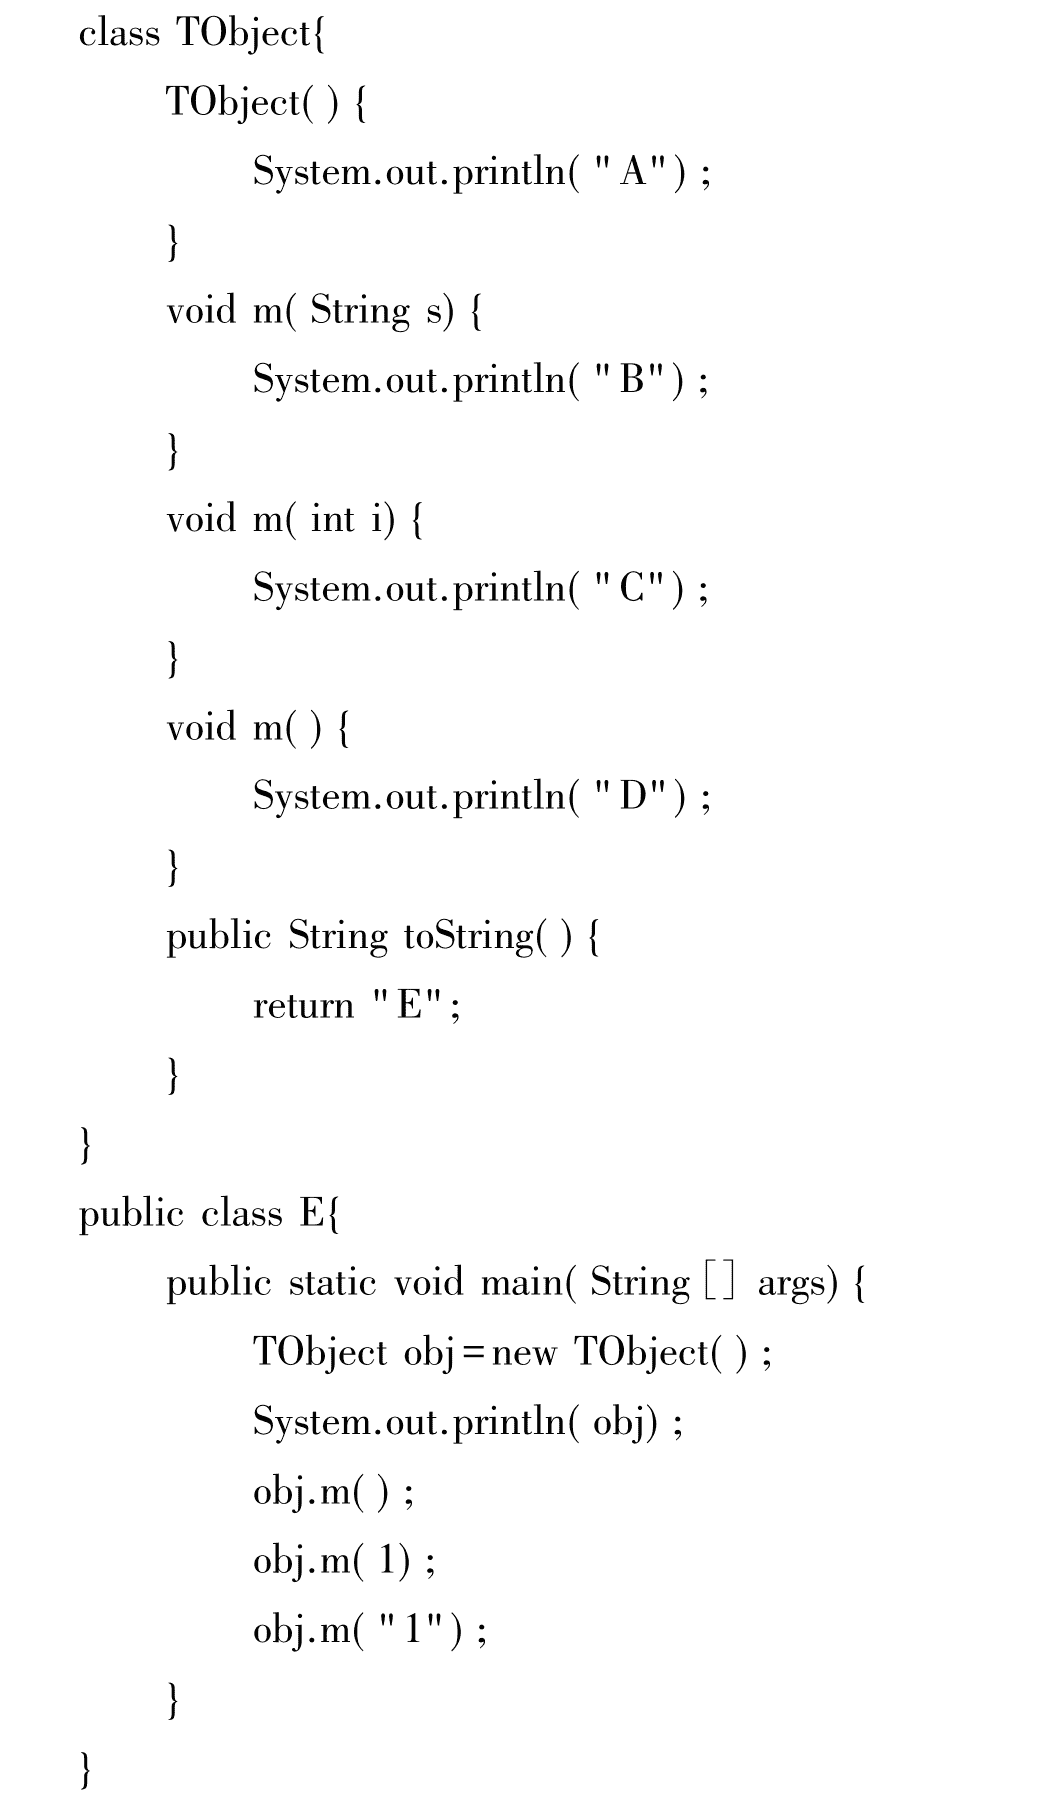 class TObject{
TObject( ) {
System.out.println( "A") ;
}
void m( String s) {
System.out.println( "B") ;
}
void m( int i) {
System.out.println( "C") ;
}
void m( ) {
System.out.println( "D") ;
}
public String toString( ) {
return "E";
}
}
public class E{
public static void main( String [] args) {
TObject obj=new TObject( ) ;
System.out.println( obj) ;
obj.m( ) ;
obj.m( 1) ;
obj.m( "1") ;
}
}